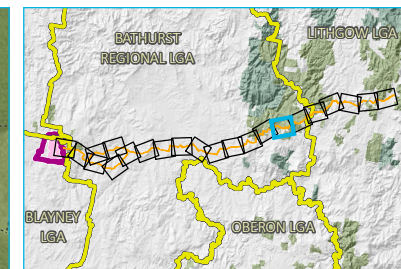 BATHURST
REGIONAL LGA
LITHGOW LGA
BLAYNEY
LGA
OBERON LGA